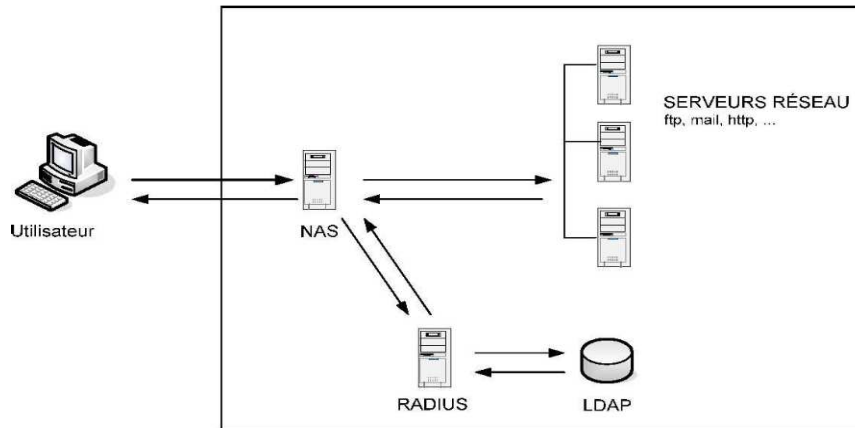 SERVEURS RÉSEAU
ftp, mail, http, ...
Utilisateur
NAS
RADIUS
LDAP